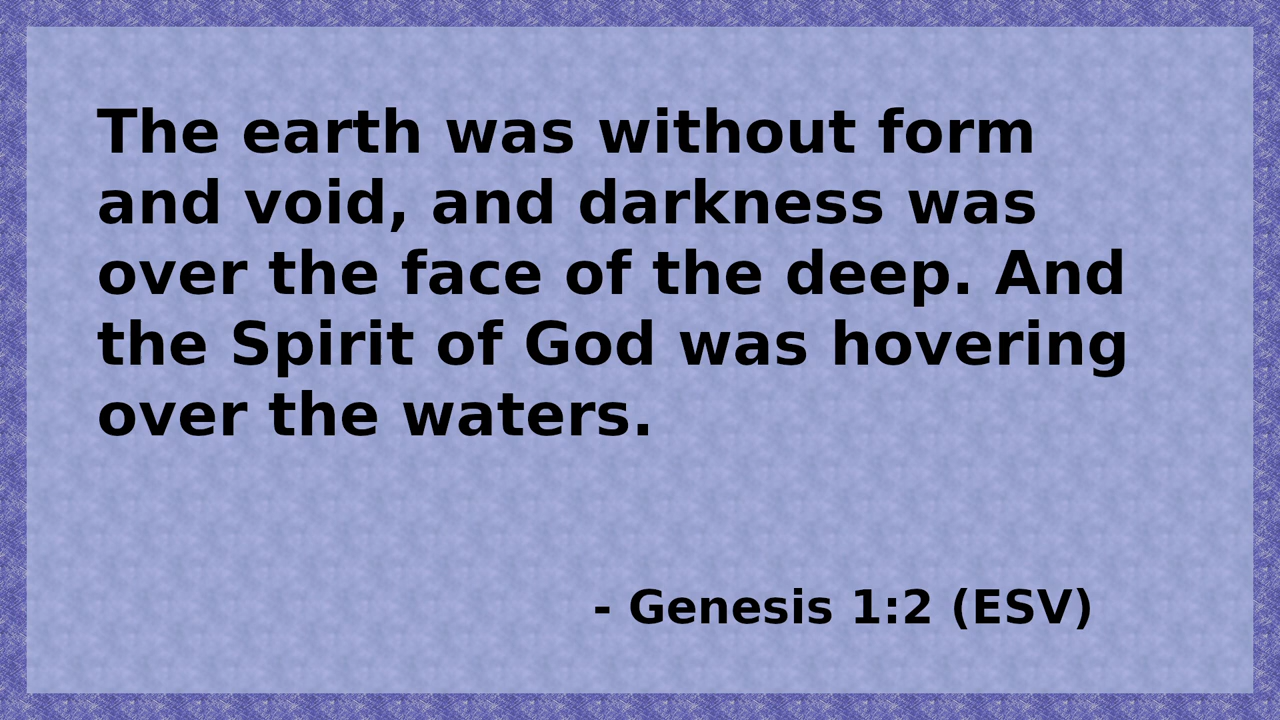 The earth was without form
and void, and darkness was
over the face of the deep. And
the Spirit of God was hovering
over the waters.
- Genesis 1:2 (ESV)